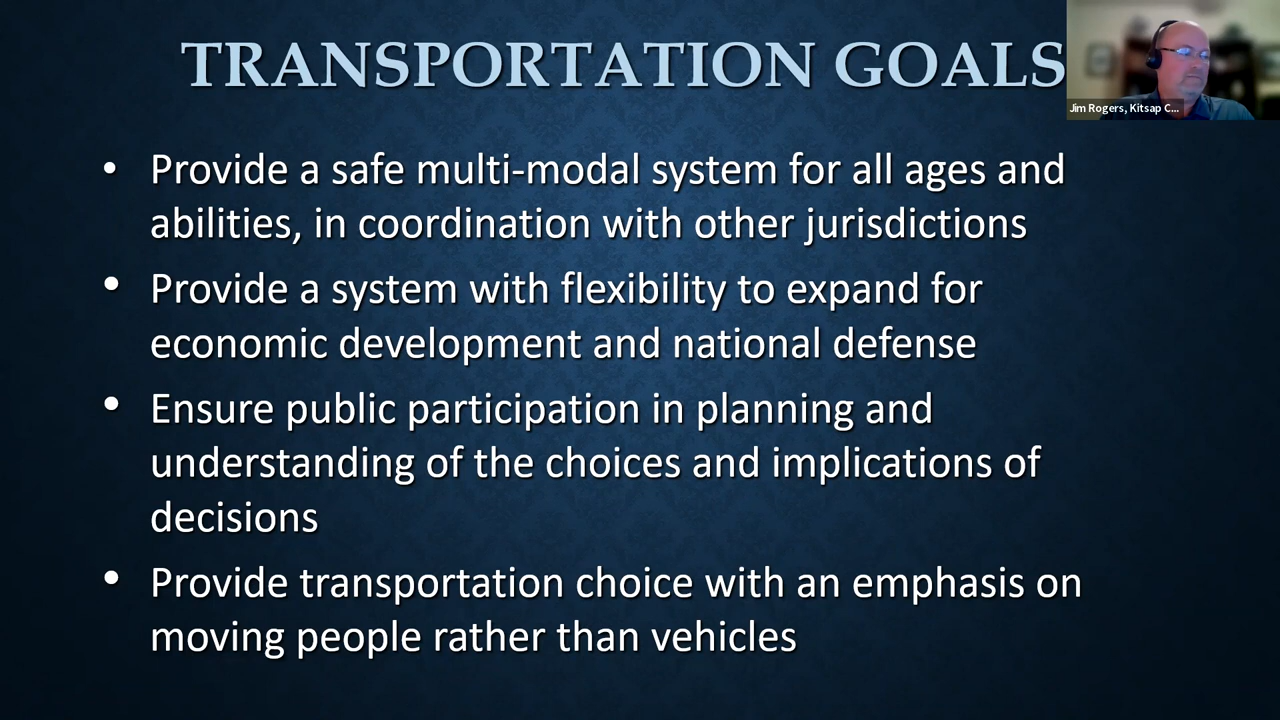 TRANSPORTATION GOALS
Jim Rogers, Kitsap C...
• Provide a safe multi-modal system for all ages and
abilities, in coordination with other jurisdictions
• Provide a system with flexibility to expand for
economic development and national defense
• Ensure public participation in planning and
understanding of the choices and implications of
decisions
• Provide transportation choice with an emphasis on
moving people rather than vehicles